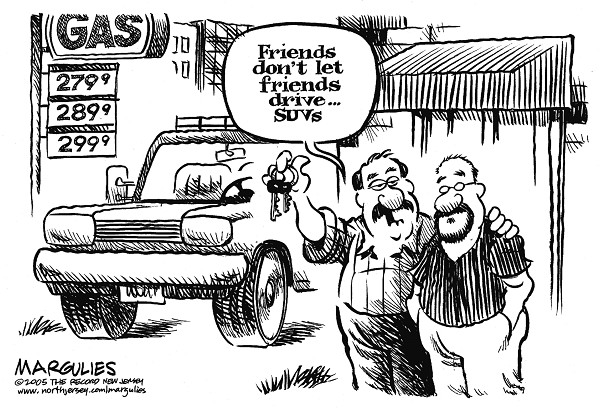 GAS
279⁹
289⁹
299⁹
Friends
don't let
friends
drive...
SUVs
MARGULIES
©2005 THE RECORD NEW JERSEY
www.northjersey.com/margulies